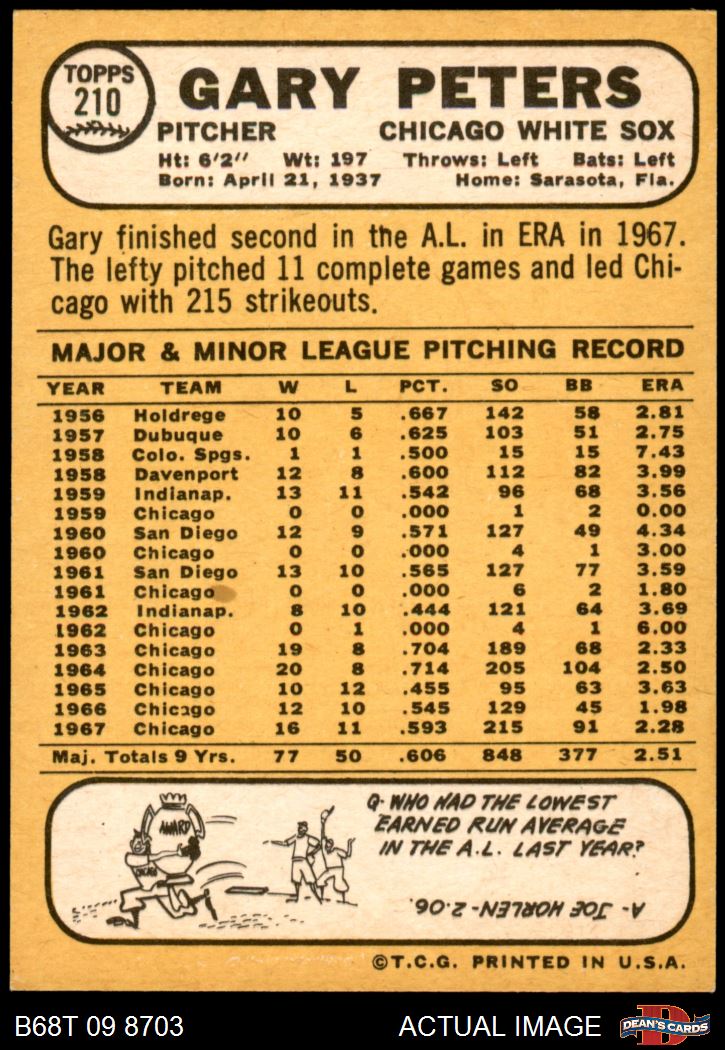 TOPPS
210
GARY PETERS
PITCHER CHICAGO WHITE SOX
Ht: 6'2" Wt: 197 Throws: Left Bats: Left
Born: April 21, 1937 Home: Sarasota, Fla.
Gary finished second in the A.L. in ERA in 1967.
The lefty pitched 11 complete games and led Chi-
cago with 215 strikeouts.
MAJOR & MINOR LEAGUE PITCHING RECORD
YEAR TEAM W L PCT. SO BB ERA
1956 Holdrege 10 5 .667 142 58 2.81
1957 Dubuque 10 6 .625 103 51 2.75
1958 Colo. Spgs. 1 1 .500 15 15 7.43
1958 Davenport 12 8 .600 112 82 3.99
1959 Indianap. 13 11 .542 96 68 3.56
1959 Chicago 0 0 .000 1 2 0.00
1960 San Diego 12 9 .571 127 49 4.34
1960 Chicago 0 0 .000 4 1 3.00
1961 San Diego 13 10 .565 127 77 3.59
1961 Chicago 0 0 .000 6 2 1.80
1962 Indianap. 8 10 .444 121 64 3.69
1962 Chicago 0 1 .000 4 1 6.00
1963 Chicago 19 8 .704 189 68 2.33
1964 Chicago 20 8 .714 205 104 2.50
1965 Chicago 10 12 .455 95 63 3.63
1966 Chicago 12 10 .545 129 45 1.98
1967 Chicago 16 11 .593 215 91 2.28
Maj. Totals 9 Yrs. 77 50 .606 848 377 2.51
AWARD
CHICAGO
Q- WHO HAD THE LOWEST
EARNED RUN AVERAGE
IN THE A.L. LAST YEAR?
A- JOE HORLEN-2.06.
©T.C.G. PRINTED IN U.S.A.
B68T 09 8703 ACTUAL IMAGE D DEAN'S CARDS